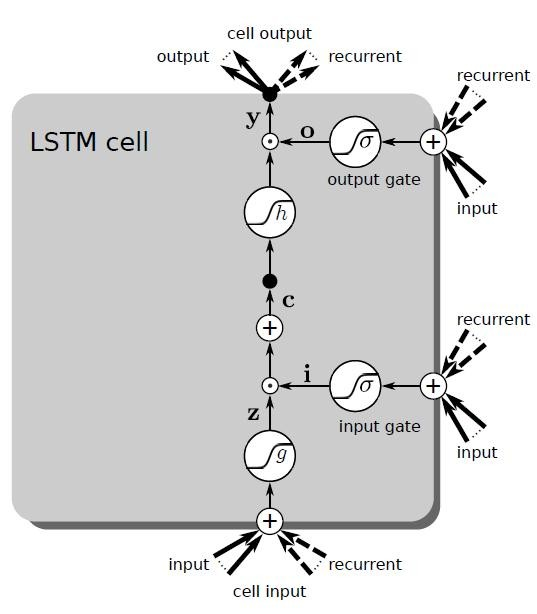 cell output
output
recurrent
recurrent
y
o
σ
LSTM cell
output gate
input
h
c
+
recurrent
i
σ
z
input gate
g
input
+
input
recurrent
cell input